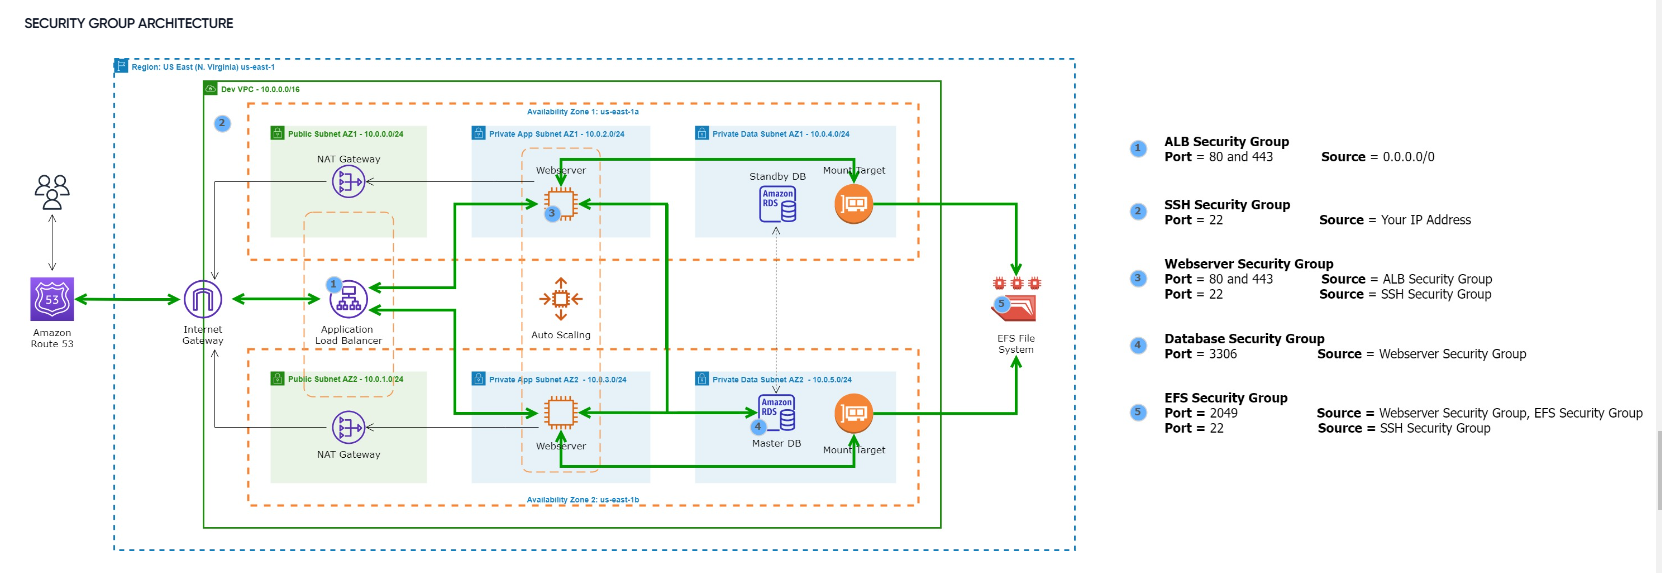 SECURITY GROUP ARCHITECTURE
Region: US East (N. Virginia) us-east-1
Dev VPC - 10.0.0.0/16
Availability Zone 1: us-east-1a
2
Public Subnet AZ1 - 10.0.0.0/24
Private App Subnet AZ1 - 10.0.2.0/24
Private Data Subnet AZ1 - 10.0.4.0/24
NAT Gateway
Webserver
3
Standby DB
Amazon
RDS
Mount Target
53
Amazon
Route 53
Internet
Gateway
1
Application
Load Balancer
Auto Scaling
5
EFS File
System
Public Subnet AZ2 - 10.0.1.0/24
Private App Subnet AZ2 - 10.0.3.0/24
Private Data Subnet AZ2 - 10.0.5.0/24
NAT Gateway
Webserver
Amazon
RDS
4
Master DB
Mount Target
Availability Zone 2: us-east-1b
1
ALB Security Group
Port = 80 and 443 Source = 0.0.0.0/0
2
SSH Security Group
Port = 22 Source = Your IP Address
3
Webserver Security Group
Port = 80 and 443 Source = ALB Security Group
Port = 22 Source = SSH Security Group
4
Database Security Group
Port = 3306 Source = Webserver Security Group
5
EFS Security Group
Port = 2049 Source = Webserver Security Group, EFS Security Group
Port = 22 Source = SSH Security Group